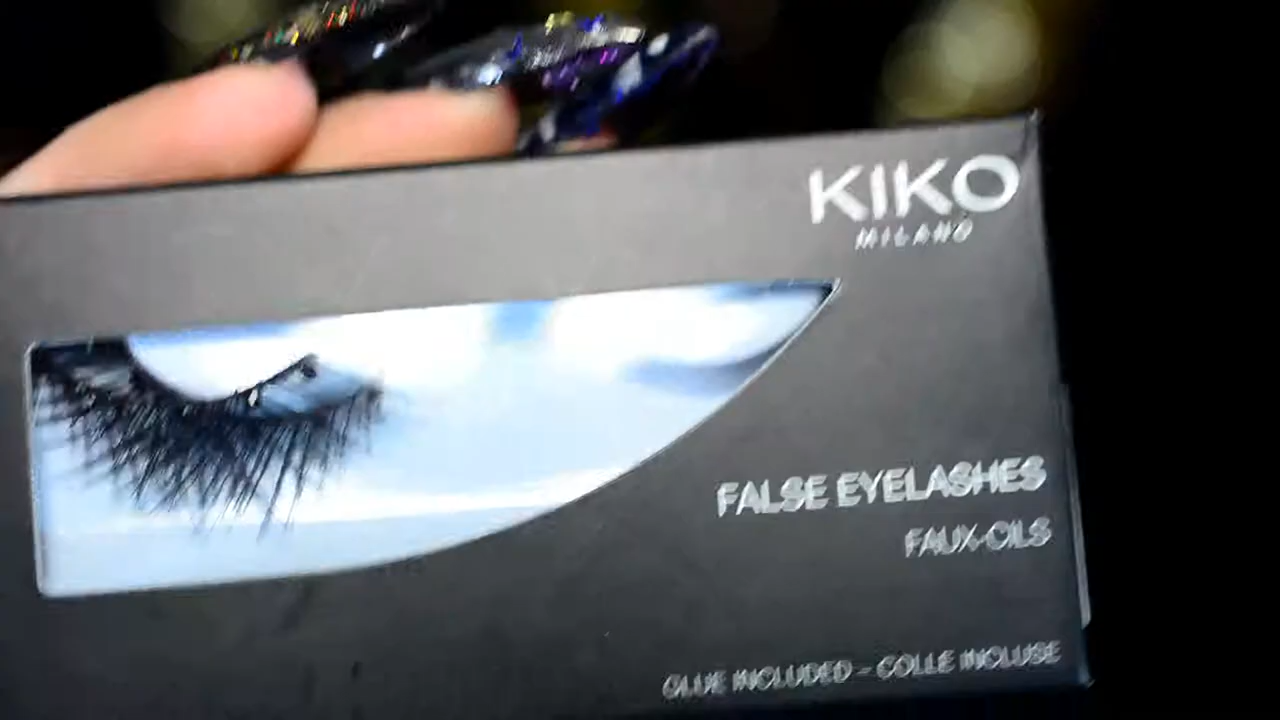 KIKO
MILANO
FALSE EYELASHES
FAUX-CILS
GLUE INCLUDED - COLLE INCLUSE